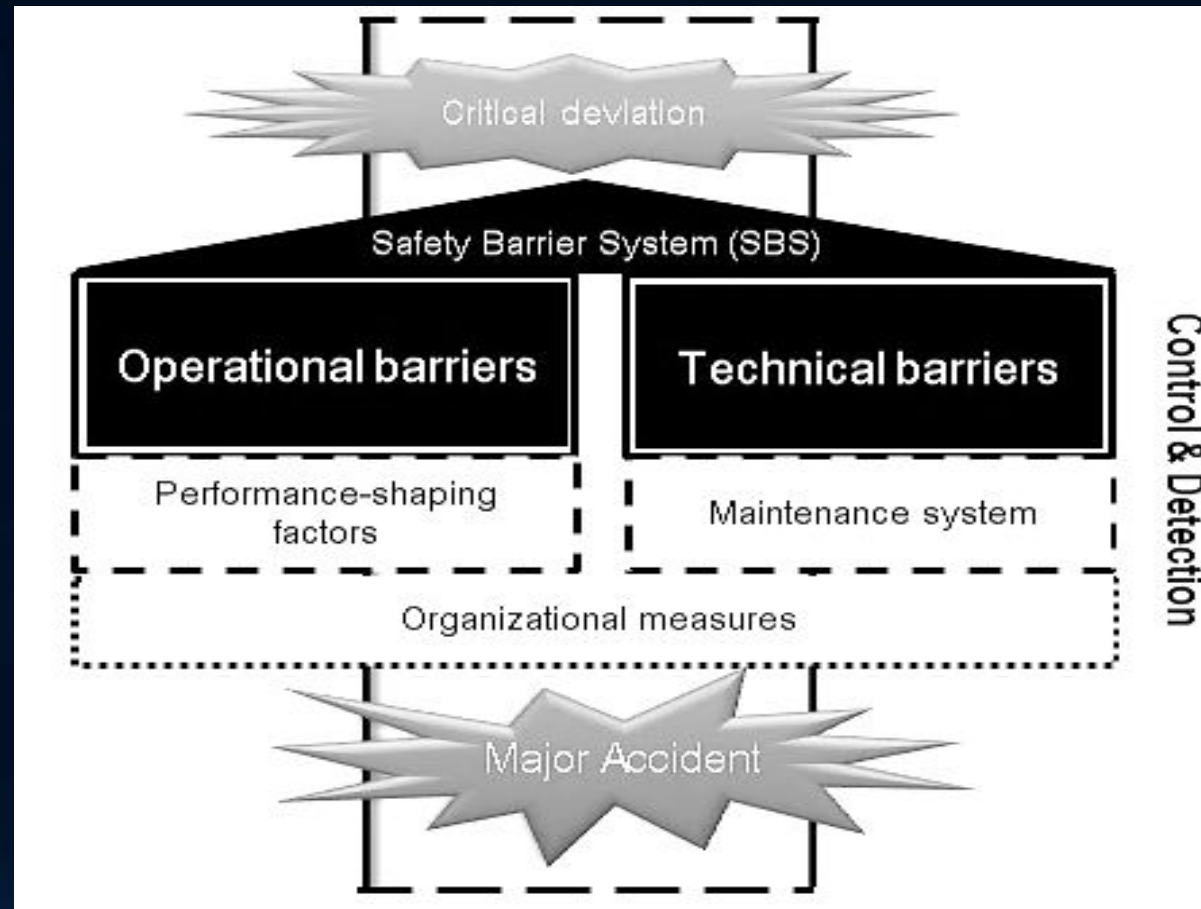 Critical deviation
Safety Barrier System (SBS)
Operational barriers
Technical barriers
Performance-shaping
factors
Maintenance system
Organizational measures
Major Accident
Control & Detection